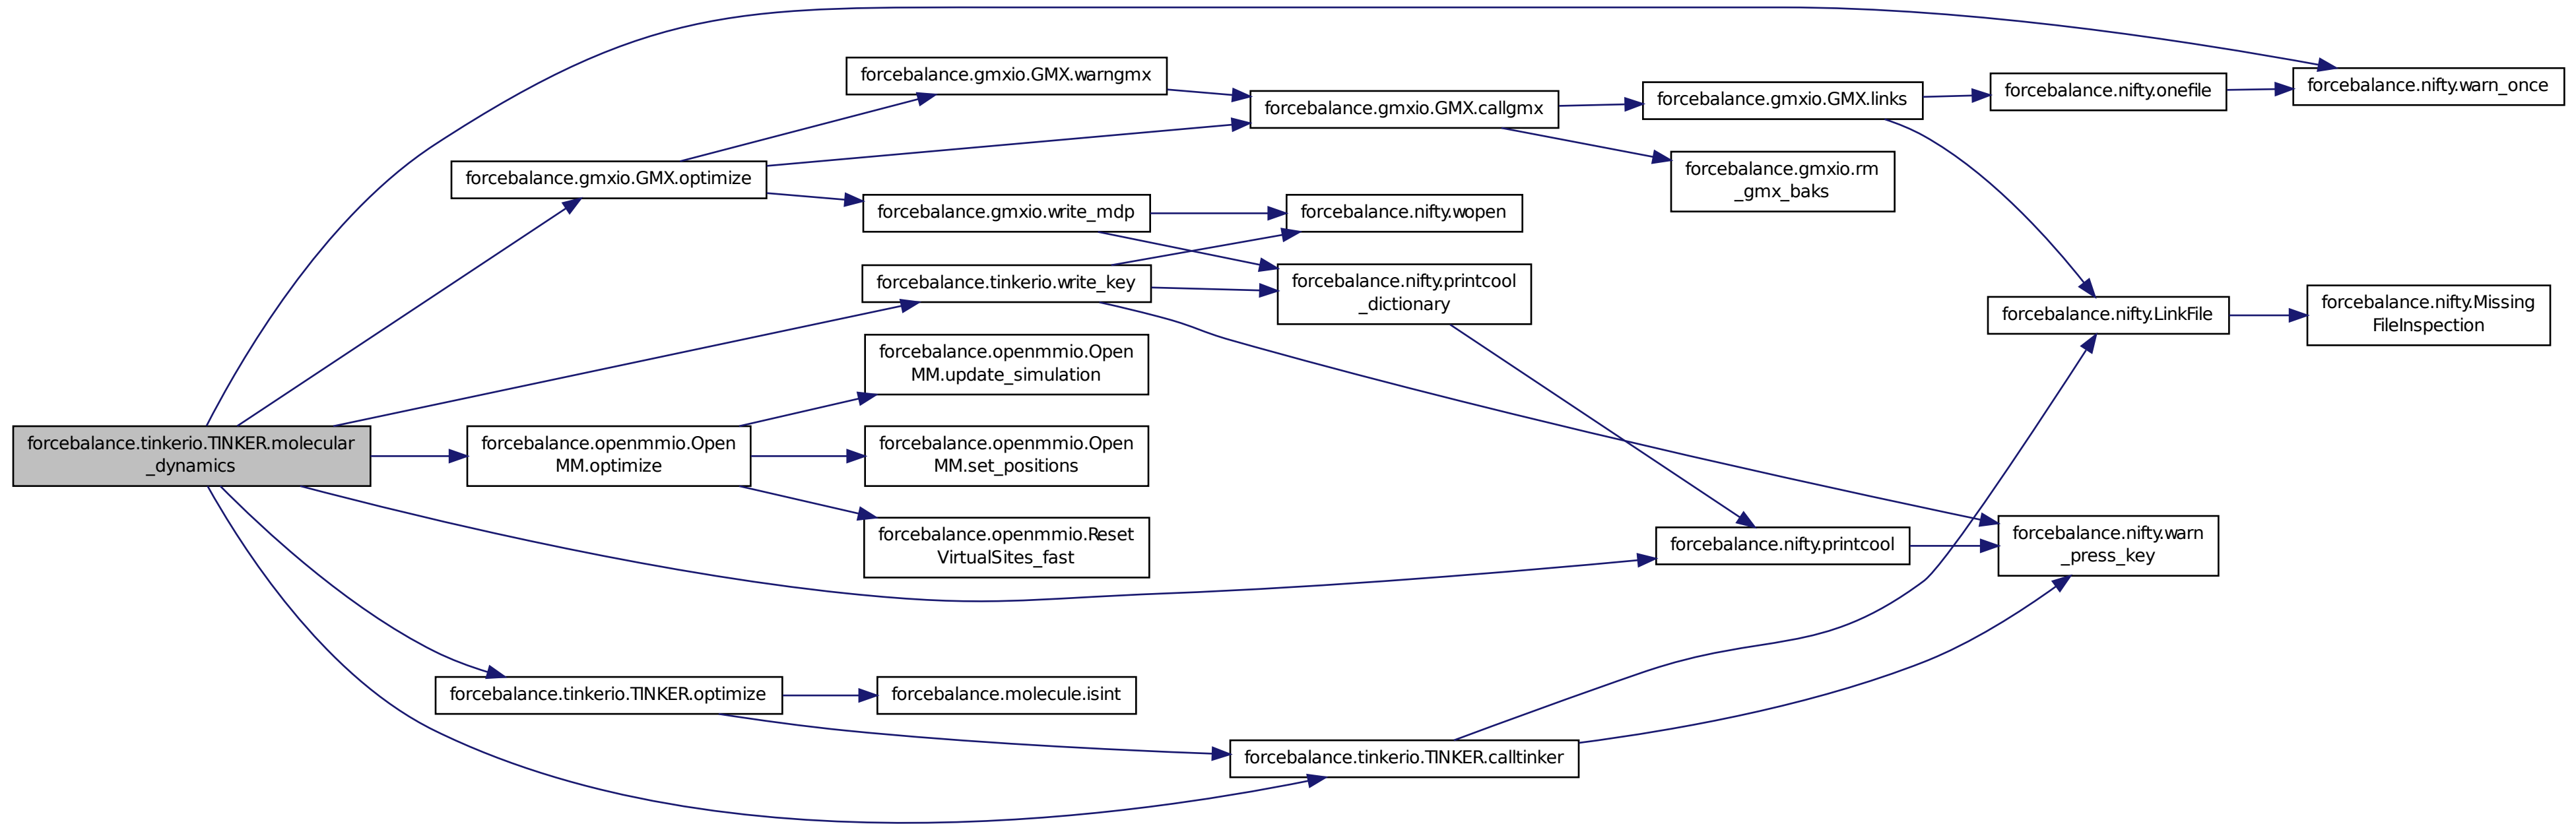 forcebalance.gmxio.GMX.warngmx
forcebalance.nifty.warn_once
forcebalance.nifty.onefile
forcebalance.gmxio.GMX.links
forcebalance.gmxio.GMX.callgmx
forcebalance.gmxio.GMX.optimize
forcebalance.gmxio.rm
_gmx_baks
forcebalance.gmxio.write_mdp
forcebalance.nifty.wopen
forcebalance.tinkerio.write_key
forcebalance.nifty.printcool
_dictionary
forcebalance.nifty.LinkFile
forcebalance.nifty.Missing
FileInspection
forcebalance.openmmio.Open
MM.update_simulation
forcebalance.tinkerio.TINKER.molecular
_dynamics
forcebalance.openmmio.Open
MM.optimize
forcebalance.openmmio.Open
MM.set_positions
forcebalance.openmmio.Reset
VirtualSites_fast
forcebalance.nifty.printcool
forcebalance.nifty.warn
_press_key
forcebalance.tinkerio.TINKER.optimize
forcebalance.molecule.isint
forcebalance.tinkerio.TINKER.calltinker